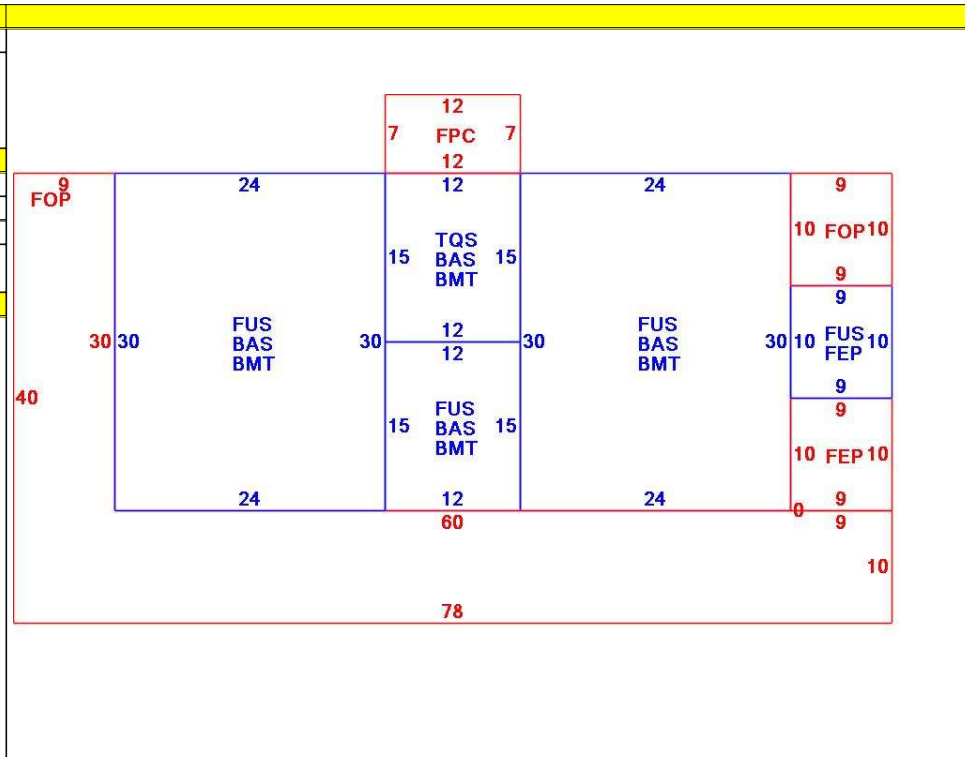 12
7 FPC 7
12
9 24 12 24 9
FOP
TQS
BAS
BMT
15 15
10 FOP 10
9
9
FUS
BAS
BMT
30 30
12
30
12
FUS
BAS
BMT
30 30
10 FUS 10
FEP
9
40
FUS
BAS
BMT
15 15
9
10 FEP 10
24 12 24 9
0
60 9
10
78